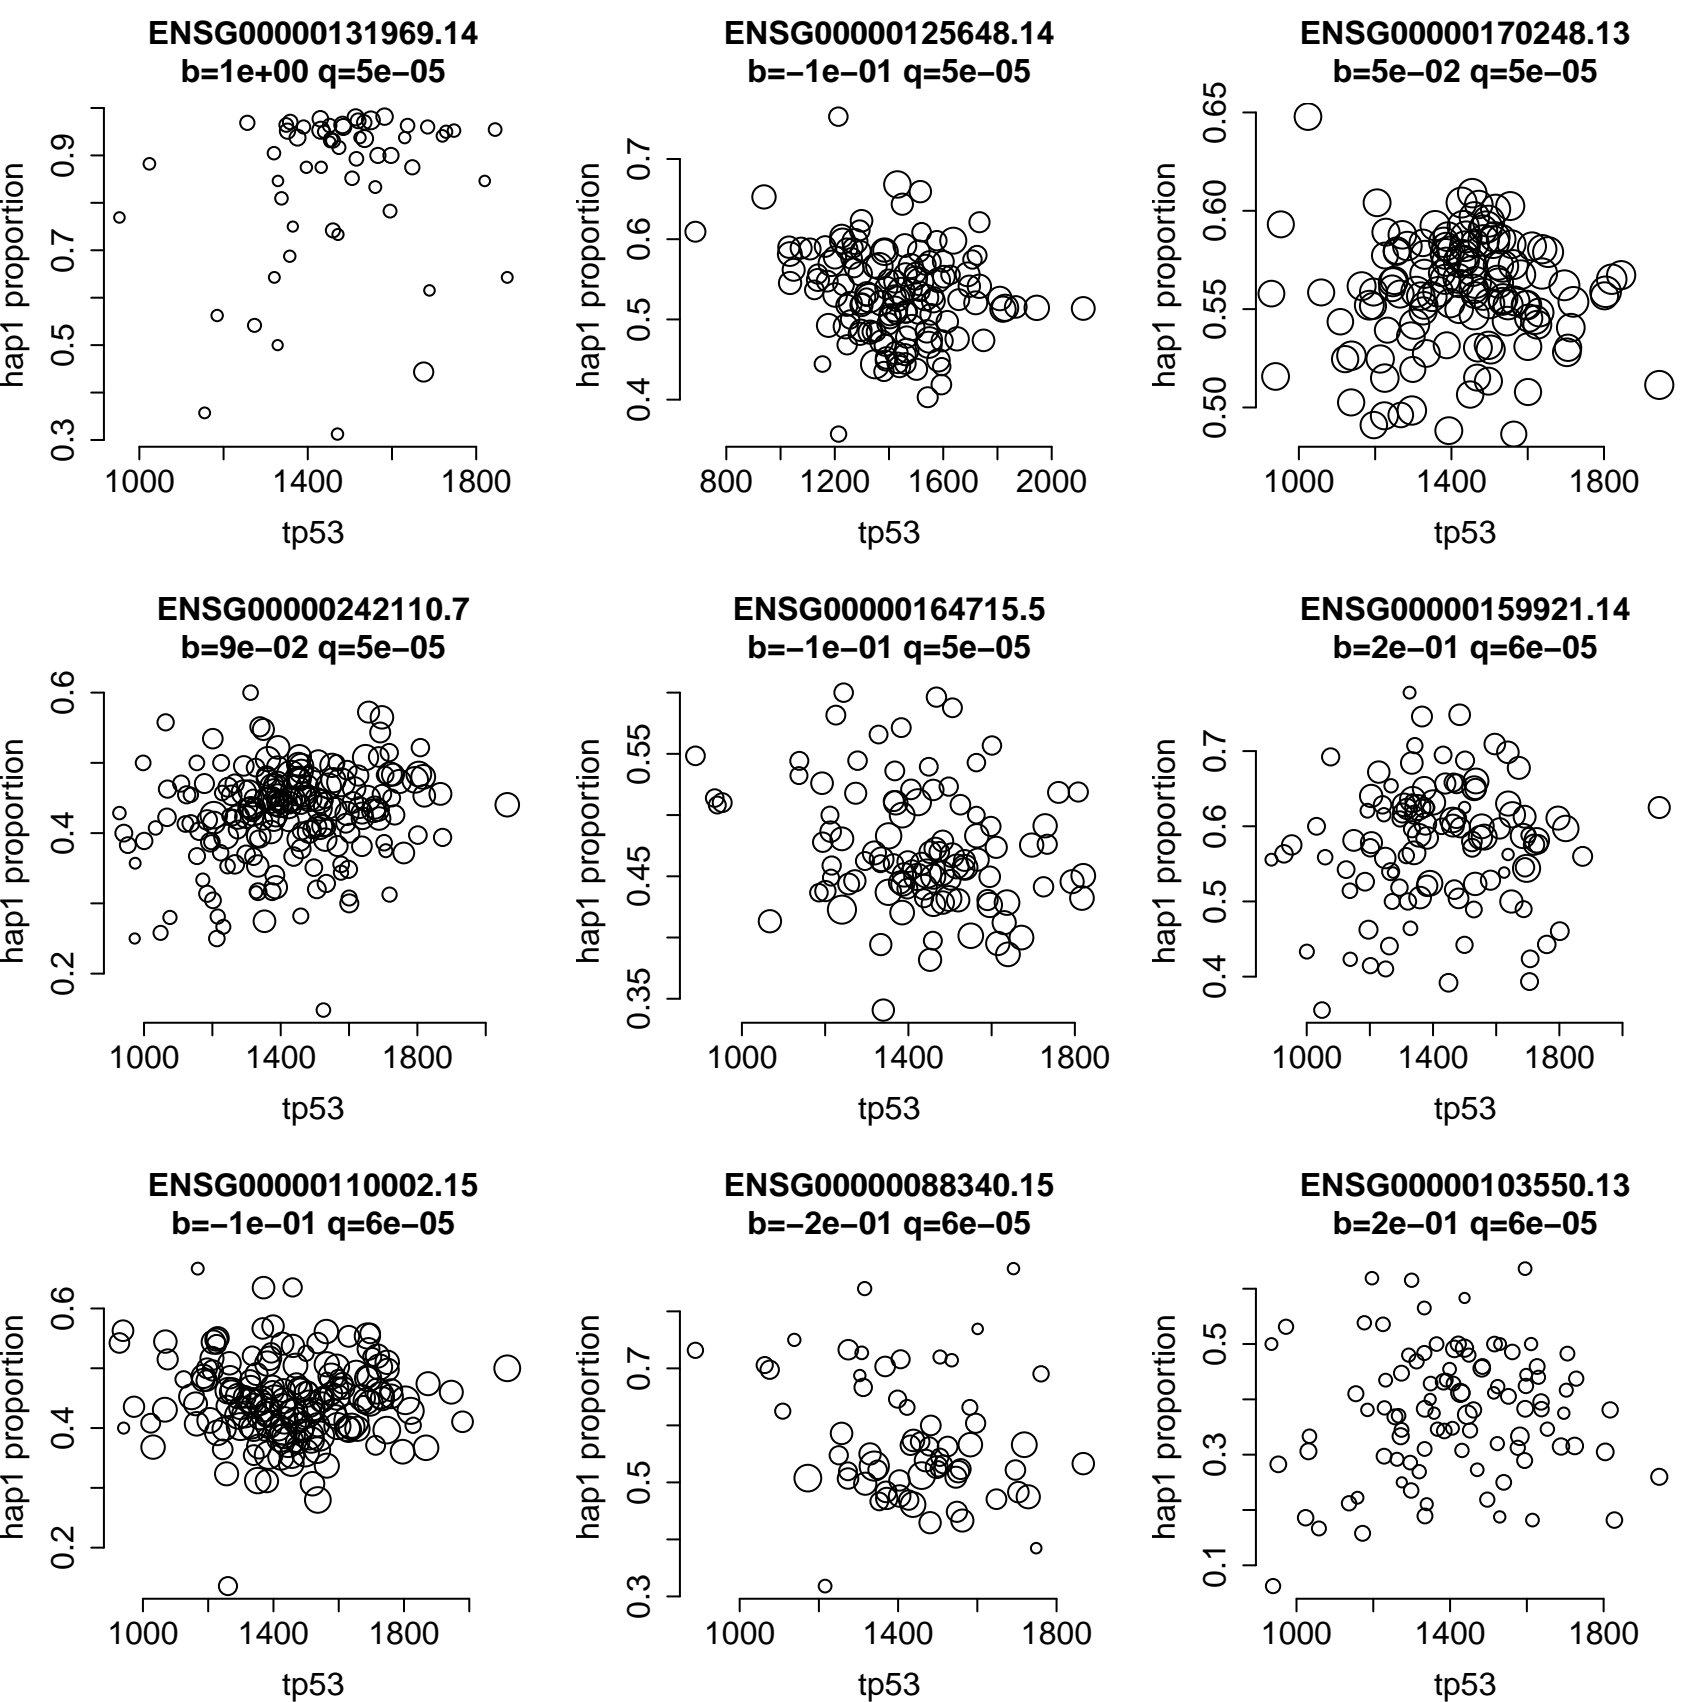 ENSG00000131969.14
b=1e+00 q=5e−05
hap1 proportion
0.3 0.5 0.7 0.9
1000 1400 1800
tp53
ENSG00000125648.14
b=−1e−01 q=5e−05
hap1 proportion
0.4 0.5 0.6 0.7
800 1200 1600 2000
tp53
ENSG00000170248.13
b=5e−02 q=5e−05
hap1 proportion
0.50 0.55 0.60 0.65
1000 1400 1800
tp53
ENSG00000242110.7
b=9e−02 q=5e−05
hap1 proportion
0.2 0.4 0.6
1000 1400 1800
tp53
ENSG00000164715.5
b=−1e−01 q=5e−05
hap1 proportion
0.35 0.45 0.55
1000 1400 1800
tp53
ENSG00000159921.14
b=2e−01 q=6e−05
hap1 proportion
0.4 0.5 0.6 0.7
1000 1400 1800
tp53
ENSG00000110002.15
b=−1e−01 q=6e−05
hap1 proportion
0.2 0.4 0.6
1000 1400 1800
tp53
ENSG00000088340.15
b=−2e−01 q=6e−05
hap1 proportion
0.3 0.5 0.7
1000 1400 1800
tp53
ENSG00000103550.13
b=2e−01 q=6e−05
hap1 proportion
0.1 0.3 0.5
1000 1400 1800
tp53